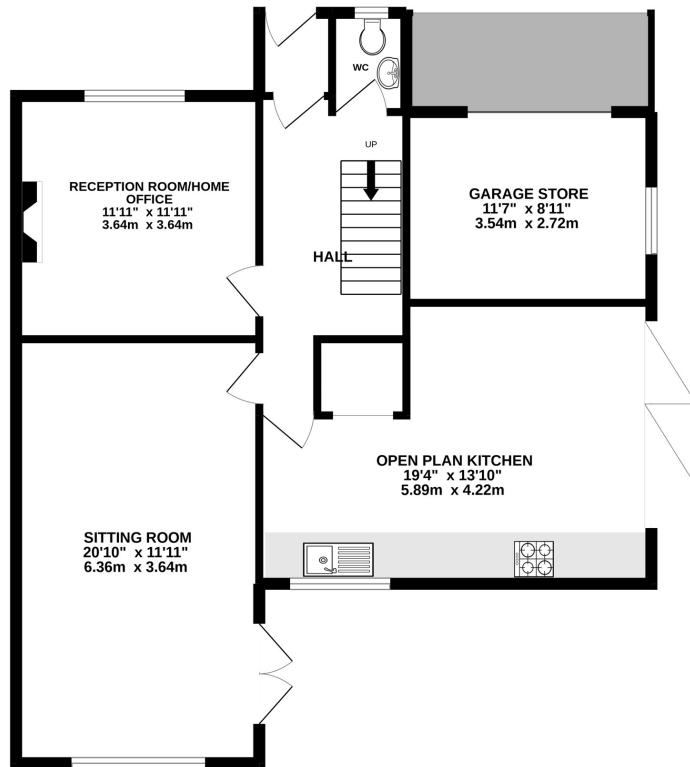 WC
UP
RECEPTION ROOM/HOME
OFFICE
11'11" x 11'11"
3.64m x 3.64m
GARAGE STORE
11'7" x 8'11"
3.54m x 2.72m
HALL
OPEN PLAN KITCHEN
19'4" x 13'10"
5.89m x 4.22m
SITTING ROOM
20'10" x 11'11"
6.36m x 3.64m